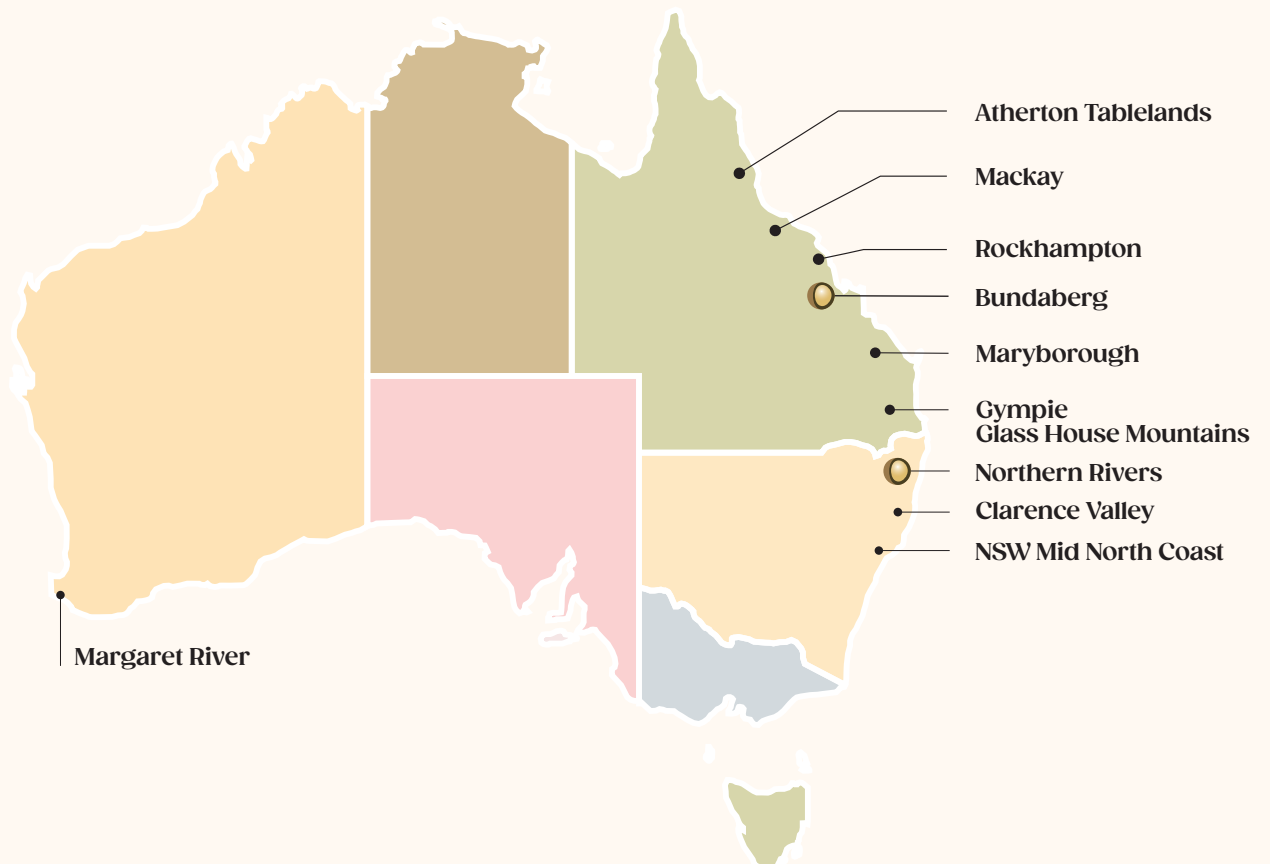 Atherton Tablelands
Mackay
Rockhampton
Bundaberg
Maryborough
Gympie
Glass House Mountains
Northern Rivers
Clarence Valley
NSW Mid North Coast
Margaret River